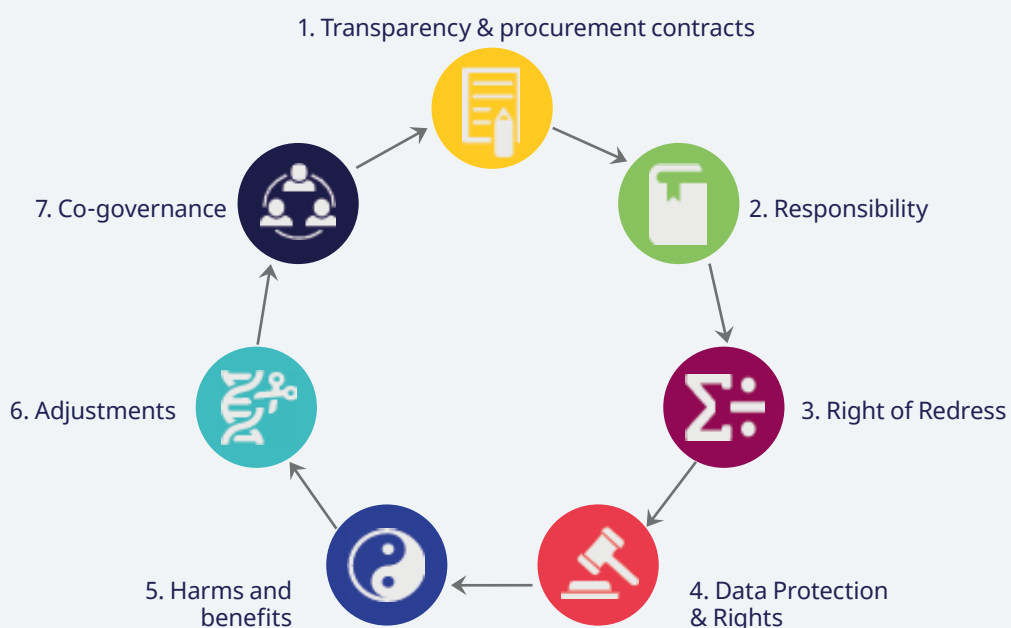 1. Transparency & procurement contracts
2. Responsibility
3. Right of Redress
4. Data Protection
& Rights
5. Harms and
benefits
6. Adjustments
7. Co-governance